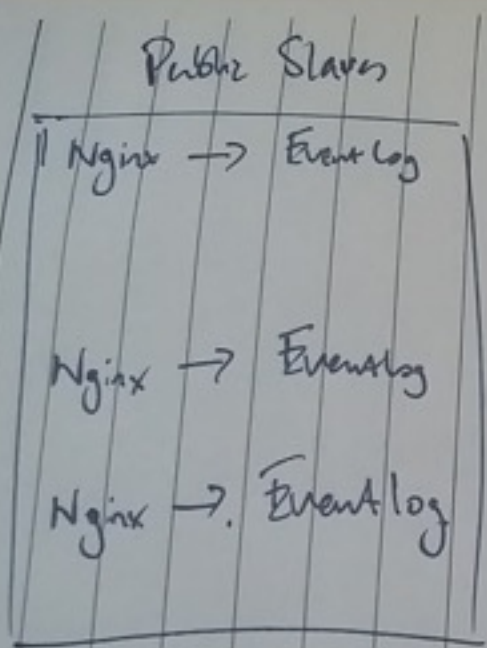 Public Slaves
Nginx → EventLog
Nginx → Eventlog
Nginx → Eventlog